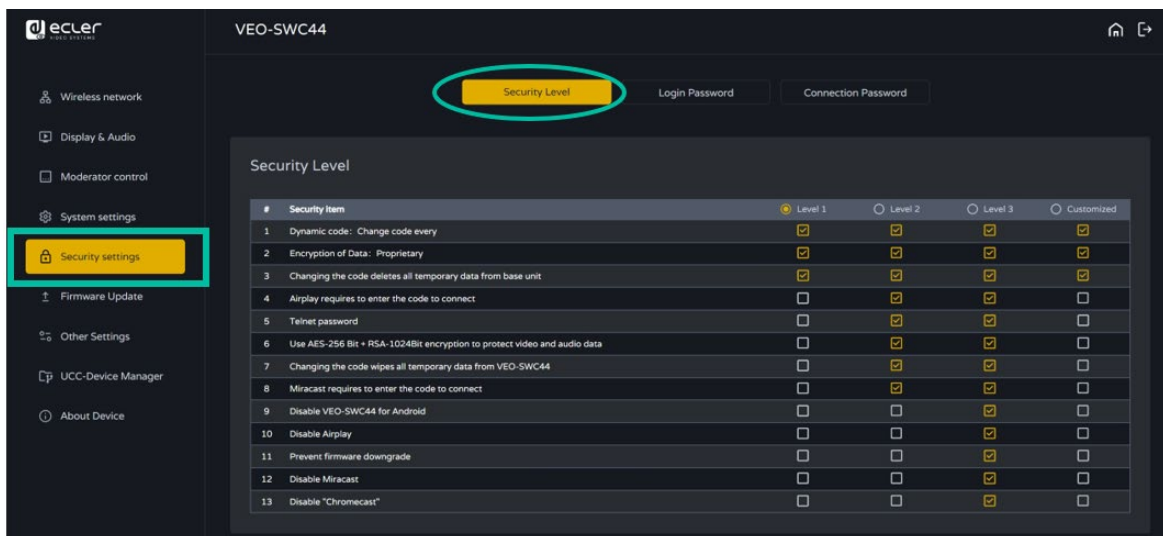 ecler
VIDEO SYSTEMS
VEO-SWC44
Wireless network
Display & Audio
Moderator control
System settings
Security settings
Firmware Update
Other Settings
UCC-Device Manager
About Device
Security Level
Login Password
Connection Password
Security Level
# Security Item Level 1 Level 2 Level 3 Customized
1 Dynamic code: Change code every
2 Encryption of Data: Proprietary
3 Changing the code deletes all temporary data from base unit
4 Airplay requires to enter the code to connect
5 Telnet password
6 Use AES-256 Bit + RSA-1024Bit encryption to protect video and audio data
7 Changing the code wipes all temporary data from VEO-SWC44
8 Miracast requires to enter the code to connect
9 Disable VEO-SWC44 for Android
10 Disable Airplay
11 Prevent firmware downgrade
12 Disable Miracast
13 Disable "Chromecast"